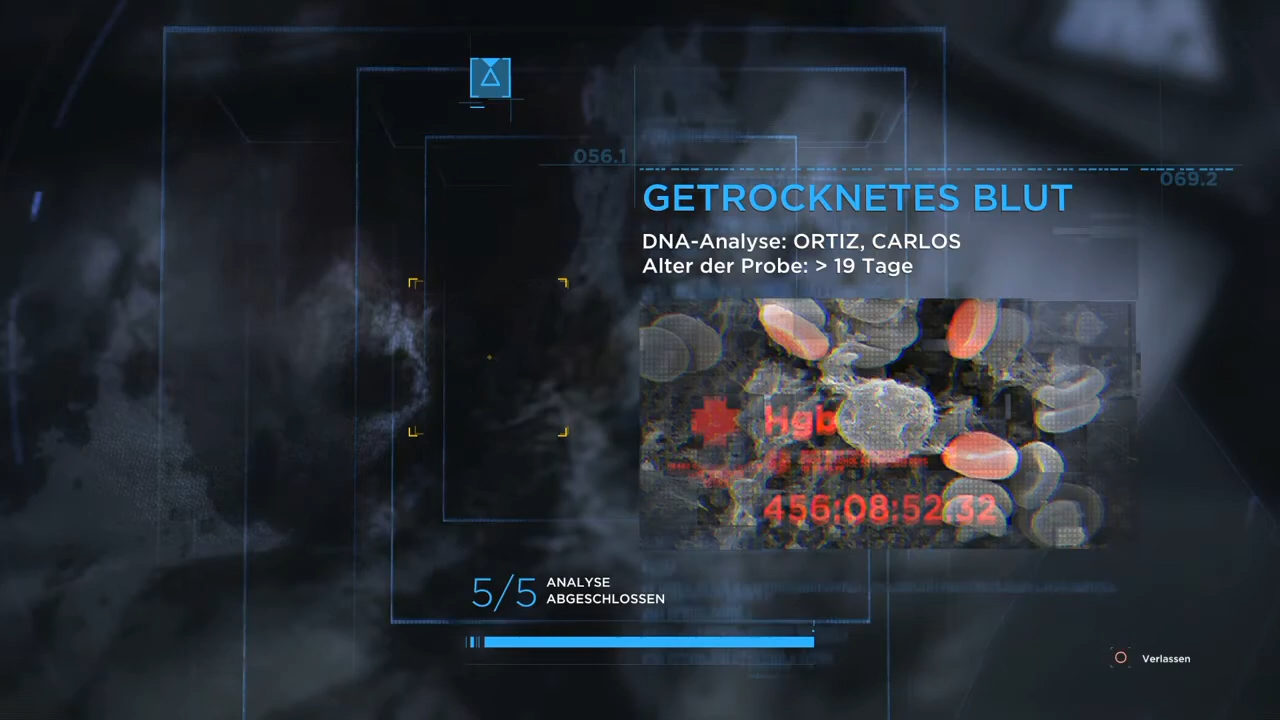 056.1
069.2
GETROCKNETES BLUT
DNA-Analyse: ORTIZ, CARLOS
Alter der Probe: > 19 Tage
Hgb
456:08:52.32
5/5
ANALYSE
ABGESCHLOSSEN
Verlassen